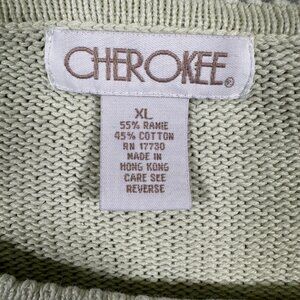 CHEROKEE®
XL
55% RAMIE
45% COTTON
RN 17730
MADE IN
HONG KONG
CARE SEE
REVERSE